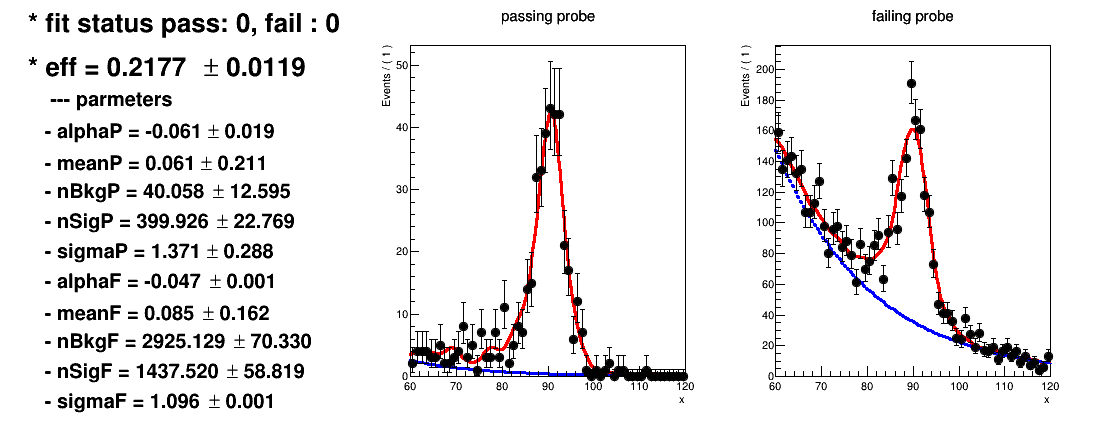 * fit status pass: 0, fail : 0
* eff = 0.2177 ± 0.0119
--- parmeters
- alphaP = -0.061 ± 0.019
- meanP = 0.061 ± 0.211
- nBkgP = 40.058 ± 12.595
- nSigP = 399.926 ± 22.769
- sigmaP = 1.371 ± 0.288
- alphaF = -0.047 ± 0.001
- meanF = 0.085 ± 0.162
- nBkgF = 2925.129 ± 70.330
- nSigF = 1437.520 ± 58.819
- sigmaF = 1.096 ± 0.001
passing probe
Events / ( 1 )
50
40
30
20
10
0
60 70 80 90 100 110 120
x
failing probe
Events / ( 1 )
200
180
160
140
120
100
80
60
40
20
0
60 70 80 90 100 110 120
x